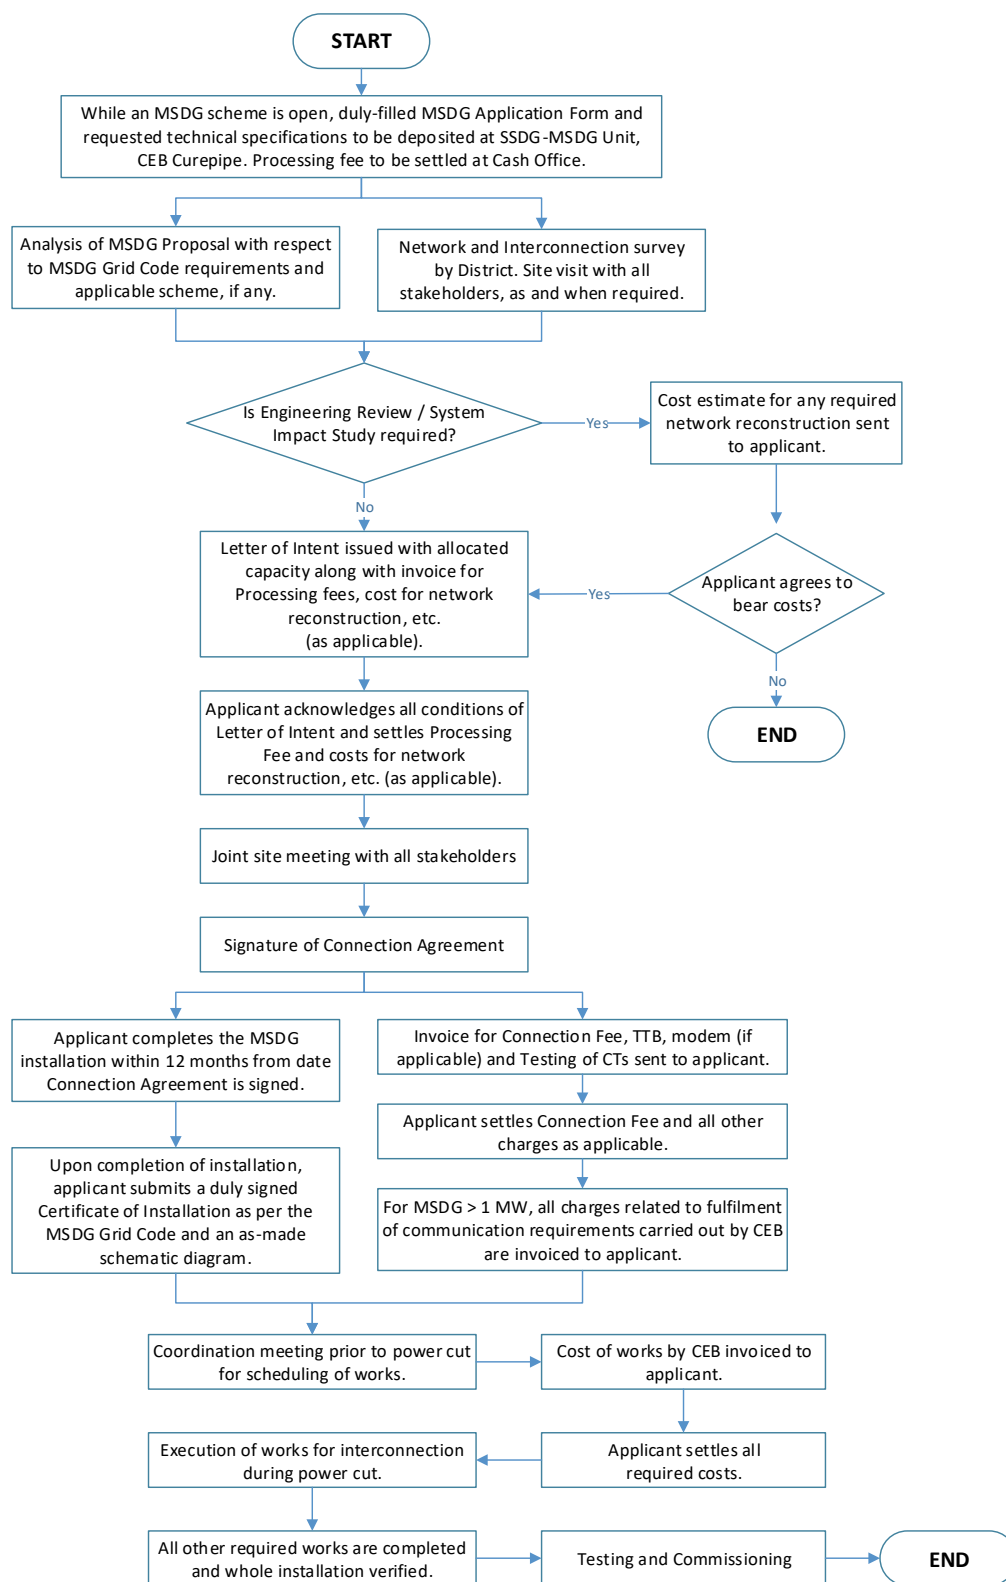 START
While an MSDG scheme is open, duly-filled MSDG Application Form and
requested technical specifications to be deposited at SSDG-MSDG Unit,
CEB Curepipe. Processing fee to be settled at Cash Office.
Analysis of MSDG Proposal with respect
to MSDG Grid Code requirements and
applicable scheme, if any.
Network and Interconnection survey
by District. Site visit with all
stakeholders, as and when required.
Is Engineering Review / System
Impact Study required?
Yes
Cost estimate for any required
network reconstruction sent
to applicant.
No
Letter of Intent issued with allocated
capacity along with invoice for
Processing fees, cost for network
reconstruction, etc.
(as applicable).
Yes
Applicant agrees to
bear costs?
No
END
Applicant acknowledges all conditions of
Letter of Intent and settles Processing
Fee and costs for network
reconstruction, etc. (as applicable).
Joint site meeting with all stakeholders
Signature of Connection Agreement
Applicant completes the MSDG
installation within 12 months from date
Connection Agreement is signed.
Invoice for Connection Fee, TTB, modem (if
applicable) and Testing of CTs sent to applicant.
Applicant settles Connection Fee and all other
charges as applicable.
Upon completion of installation,
applicant submits a duly signed
Certificate of Installation as per the
MSDG Grid Code and an as-made
schematic diagram.
For MSDG > 1 MW, all charges related to fulfilment
of communication requirements carried out by CEB
are invoiced to applicant.
Coordination meeting prior to power cut
for scheduling of works.
Cost of works by CEB invoiced to
applicant.
Execution of works for interconnection
during power cut.
Applicant settles all
required costs.
All other required works are completed
and whole installation verified.
Testing and Commissioning
END